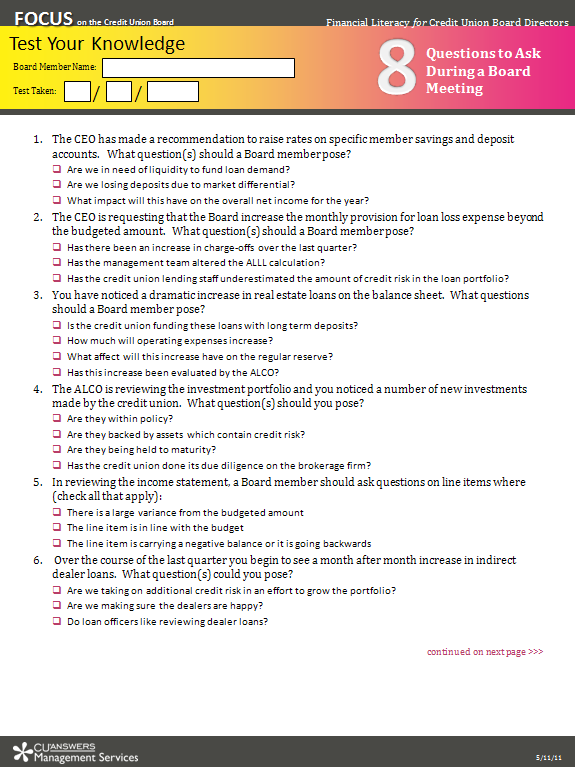 FOCUS on the Credit Union Board
Financial Literacy for Credit Union Board Directors
Test Your Knowledge
Board Member Name:
Test Taken: / /
8 Questions to Ask
During a Board
Meeting
1. The CEO has made a recommendation to raise rates on specific member savings and deposit
accounts. What question(s) should a Board member pose?
❑ Are we in need of liquidity to fund loan demand?
❑ Are we losing deposits due to market differential?
❑ What impact will this have on the overall net income for the year?
2. The CEO is requesting that the Board increase the monthly provision for loan loss expense beyond
the budgeted amount. What question(s) should a Board member pose?
❑ Has there been an increase in charge-offs over the last quarter?
❑ Has the management team altered the ALLL calculation?
❑ Has the credit union lending staff underestimated the amount of credit risk in the loan portfolio?
3. You have noticed a dramatic increase in real estate loans on the balance sheet. What questions
should a Board member pose?
❑ Is the credit union funding these loans with long term deposits?
❑ How much will operating expenses increase?
❑ What affect will this increase have on the regular reserve?
❑ Has this increase been evaluated by the ALCO?
4. The ALCO is reviewing the investment portfolio and you noticed a number of new investments
made by the credit union. What question(s) should you pose?
❑ Are they within policy?
❑ Are they backed by assets which contain credit risk?
❑ Are they being held to maturity?
❑ Has the credit union done its due diligence on the brokerage firm?
5. In reviewing the income statement, a Board member should ask questions on line items where
(check all that apply):
❑ There is a large variance from the budgeted amount
❑ The line item is in line with the budget
❑ The line item is carrying a negative balance or it is going backwards
6. Over the course of the last quarter you begin to see a month after month increase in indirect
dealer loans. What question(s) could you pose?
❑ Are we taking on additional credit risk in an effort to grow the portfolio?
❑ Are we making sure the dealers are happy?
❑ Do loan officers like reviewing dealer loans?
continued on next page >>>
CU*ANSWERS
Management Services
5/11/11